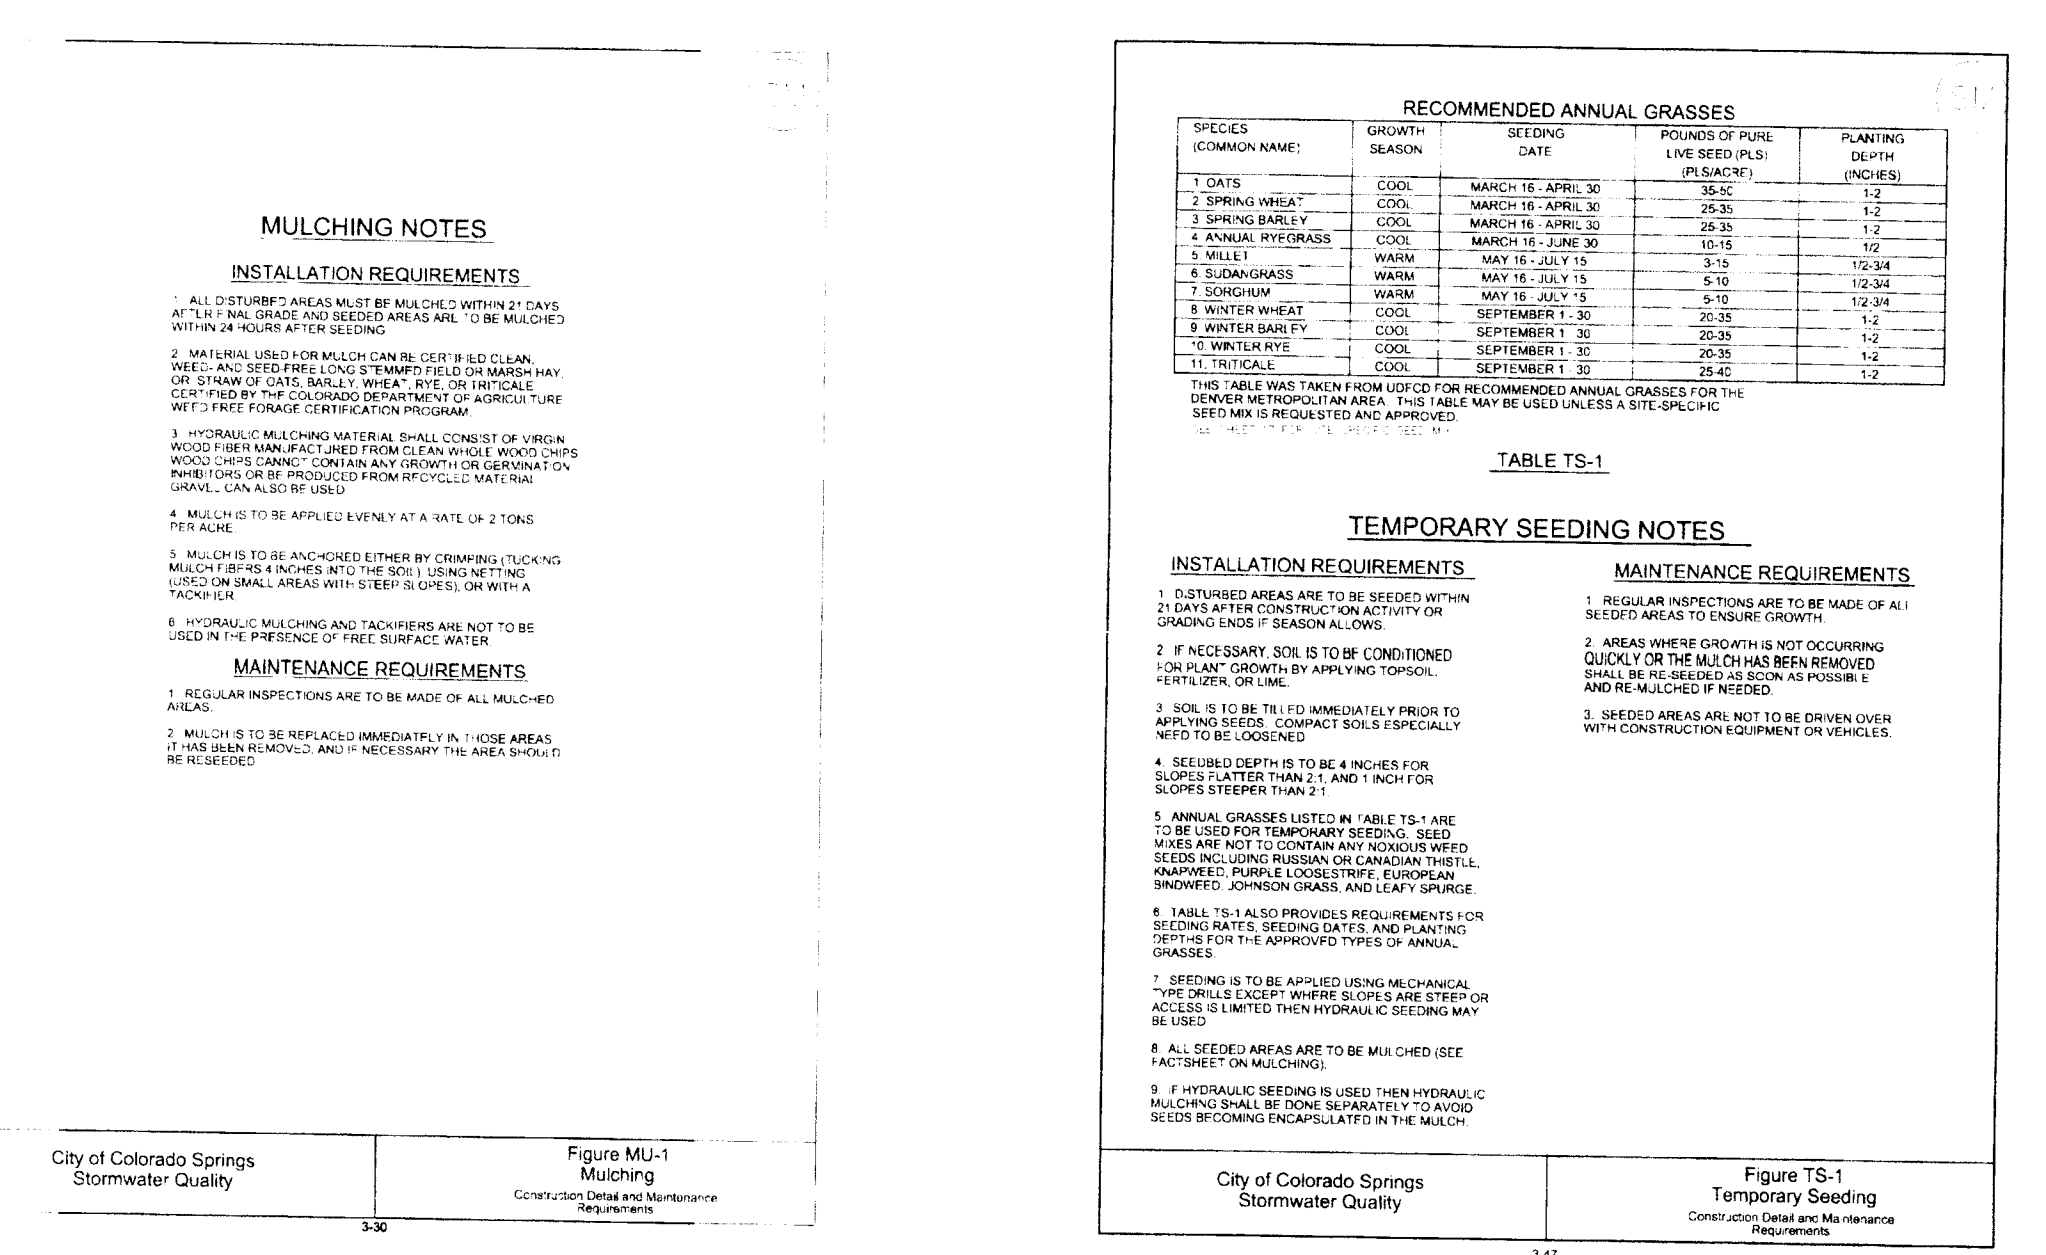 MULCHING NOTES
INSTALLATION REQUIREMENTS
1 ALL DISTURBED AREAS MUST BE MULCHED WITHIN 21 DAYS
AFTER FINAL GRADE AND SEEDED AREAS ARE TO BE MULCHED
WITHIN 24 HOURS AFTER SEEDING
2 MATERIAL USED FOR MULCH CAN BE CERTIFIED CLEAN,
WEED- AND SEED-FREE LONG STEMMED FIELD OR MARSH HAY,
OR STRAW OF OATS, BARLEY, WHEAT, RYE, OR TRITICALE
CERTIFIED BY THE COLORADO DEPARTMENT OF AGRICULTURE
WEED FREE FORAGE CERTIFICATION PROGRAM.
3 HYDRAULIC MULCHING MATERIAL SHALL CONSIST OF VIRGIN
WOOD FIBER MANUFACTURED FROM CLEAN WHOLE WOOD CHIPS
WOOD CHIPS CANNOT CONTAIN ANY GROWTH OR GERMINATION
INHIBITORS OR BE PRODUCED FROM RECYCLED MATERIAL
GRAVEL CAN ALSO BE USED
4 MULCH IS TO BE APPLIED EVENLY AT A RATE OF 2 TONS
PER ACRE
5 MULCH IS TO BE ANCHORED EITHER BY CRIMPING (TUCKING
MULCH FIBERS 4 INCHES INTO THE SOIL), USING NETTING
(USED ON SMALL AREAS WITH STEEP SLOPES), OR WITH A
TACKIFIER
6 HYDRAULIC MULCHING AND TACKIFIERS ARE NOT TO BE
USED IN THE PRESENCE OF FREE SURFACE WATER.
MAINTENANCE REQUIREMENTS
1 REGULAR INSPECTIONS ARE TO BE MADE OF ALL MULCHED
AREAS.
2 MULCH IS TO BE REPLACED IMMEDIATELY IN THOSE AREAS
IT HAS BEEN REMOVED, AND IF NECESSARY THE AREA SHOULD
BE RESEEDED
City of Colorado Springs
Stormwater Quality
Figure MU-1
Mulching
Construction Detail and Maintenance
Requirements
3-30
RECOMMENDED ANNUAL GRASSES
SPECIES (COMMON NAME) GROWTH SEASON SEEDING DATE POUNDS OF PURE LIVE SEED (PLS) (PLS/ACRE) PLANTING DEPTH (INCHES)
1 OATS COOL MARCH 16 - APRIL 30 35-50 1-2
2 SPRING WHEAT COOL MARCH 16 - APRIL 30 25-35 1-2
3 SPRING BARLEY COOL MARCH 16 - APRIL 30 25-35 1-2
4 ANNUAL RYEGRASS COOL MARCH 16 - JUNE 30 10-15 1/2
5. MILLET WARM MAY 16 - JULY 15 3-15 1/2-3/4
6. SUDANGRASS WARM MAY 16 - JULY 15 5-10 1/2-3/4
7. SORGHUM WARM MAY 16 - JULY 15 5-10 1/2-3/4
8 WINTER WHEAT COOL SEPTEMBER 1 - 30 20-35 1-2
9 WINTER BARLEY COOL SEPTEMBER 1 - 30 20-35 1-2
10. WINTER RYE COOL SEPTEMBER 1 - 30 20-35 1-2
11. TRITICALE COOL SEPTEMBER 1 - 30 25-40 1-2
THIS TABLE WAS TAKEN FROM UDFCD FOR RECOMMENDED ANNUAL GRASSES FOR THE
DENVER METROPOLITAN AREA. THIS TABLE MAY BE USED UNLESS A SITE-SPECIFIC
SEED MIX IS REQUESTED AND APPROVED.
TABLE TS-1
TEMPORARY SEEDING NOTES
INSTALLATION REQUIREMENTS
1 DISTURBED AREAS ARE TO BE SEEDED WITHIN
21 DAYS AFTER CONSTRUCTION ACTIVITY OR
GRADING ENDS IF SEASON ALLOWS.
2 IF NECESSARY, SOIL IS TO BE CONDITIONED
FOR PLANT GROWTH BY APPLYING TOPSOIL,
FERTILIZER, OR LIME.
3 SOIL IS TO BE TILLED IMMEDIATELY PRIOR TO
APPLYING SEEDS. COMPACT SOILS ESPECIALLY
NEED TO BE LOOSENED
4. SEEDBED DEPTH IS TO BE 4 INCHES FOR
SLOPES FLATTER THAN 2:1, AND 1 INCH FOR
SLOPES STEEPER THAN 2:1.
5 ANNUAL GRASSES LISTED IN TABLE TS-1 ARE
TO BE USED FOR TEMPORARY SEEDING. SEED
MIXES ARE NOT TO CONTAIN ANY NOXIOUS WEED
SEEDS INCLUDING RUSSIAN OR CANADIAN THISTLE,
KNAPWEED, PURPLE LOOSESTRIFE, EUROPEAN
BINDWEED, JOHNSON GRASS, AND LEAFY SPURGE.
6. TABLE TS-1 ALSO PROVIDES REQUIREMENTS FOR
SEEDING RATES, SEEDING DATES, AND PLANTING
DEPTHS FOR THE APPROVED TYPES OF ANNUAL
GRASSES.
7 SEEDING IS TO BE APPLIED USING MECHANICAL
TYPE DRILLS EXCEPT WHERE SLOPES ARE STEEP OR
ACCESS IS LIMITED THEN HYDRAULIC SEEDING MAY
BE USED
8. ALL SEEDED AREAS ARE TO BE MULCHED (SEE
FACTSHEET ON MULCHING).
9. IF HYDRAULIC SEEDING IS USED THEN HYDRAULIC
MULCHING SHALL BE DONE SEPARATELY TO AVOID
SEEDS BECOMING ENCAPSULATED IN THE MULCH.
MAINTENANCE REQUIREMENTS
1 REGULAR INSPECTIONS ARE TO BE MADE OF ALL
SEEDED AREAS TO ENSURE GROWTH.
2. AREAS WHERE GROWTH IS NOT OCCURRING
QUICKLY OR THE MULCH HAS BEEN REMOVED
SHALL BE RE-SEEDED AS SOON AS POSSIBLE
AND RE-MULCHED IF NEEDED.
3. SEEDED AREAS ARE NOT TO BE DRIVEN OVER
WITH CONSTRUCTION EQUIPMENT OR VEHICLES.
City of Colorado Springs
Stormwater Quality
Figure TS-1
Temporary Seeding
Construction Detail and Maintenance
Requirements
3-47